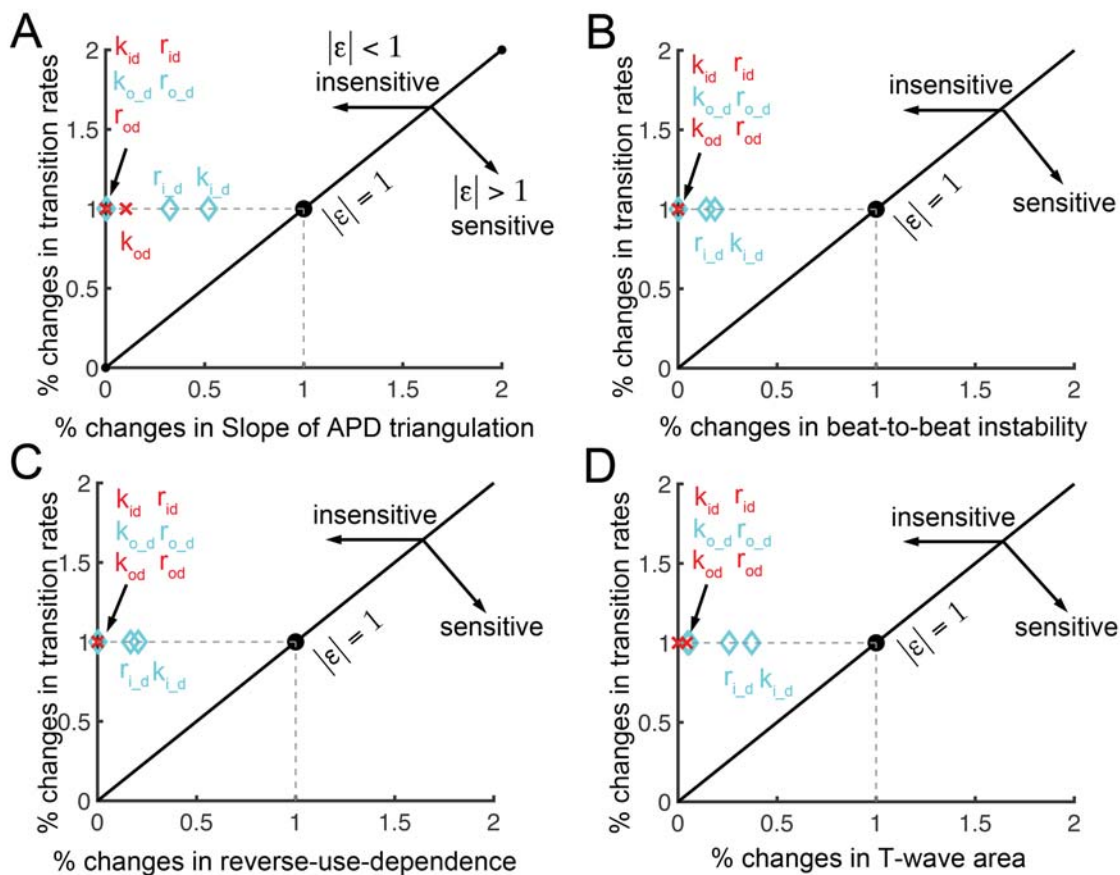 A
% changes in transition rates
2
1.5
1
0.5
0
k_id r_id
k_o_d r_o_d
r_od
|ε| < 1
insensitive
r_i_d k_i_d
|ε| = 1
|ε| > 1
sensitive
k_od
0 0.5 1 1.5 2
% changes in Slope of APD triangulation
B
% changes in transition rates
2
1.5
1
0.5
0
k_id r_id
k_o_d r_o_d
k_od r_od
insensitive
|ε| = 1
sensitive
r_i_d k_i_d
0 0.5 1 1.5 2
% changes in beat-to-beat instability
C
% changes in transition rates
2
1.5
1
0.5
0
k_id r_id
k_o_d r_o_d
k_od r_od
insensitive
|ε| = 1
sensitive
r_i_d k_i_d
0 1 2
% changes in reverse-use-dependence
D
% changes in transition rates
2
1.5
1
0.5
0
k_id r_id
k_o_d r_o_d
k_od r_od
insensitive
|ε| = 1
sensitive
r_i_d k_i_d
0 0.5 1 1.5 2
% changes in T-wave area